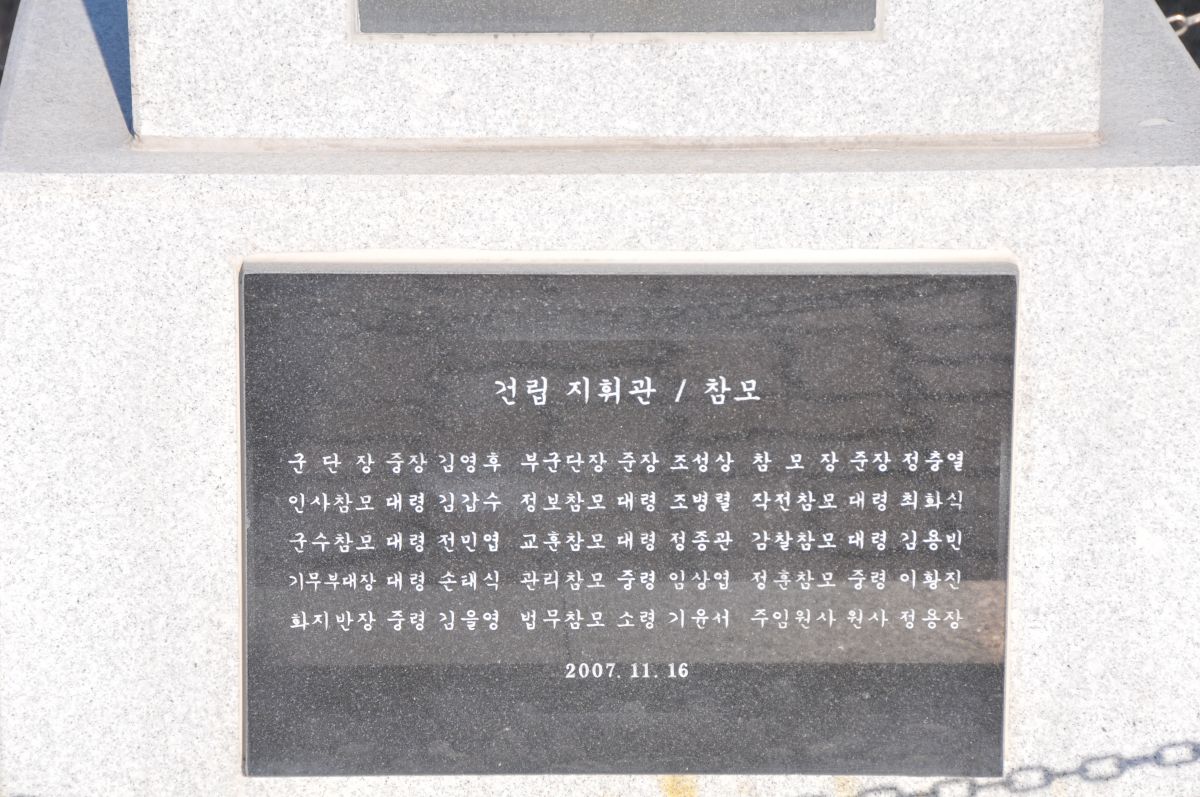 건립 지휘관 / 참모
군 단 장 중장 김영후 부군단장 준장 조성상 참 모 장 준장 정충열
인사참모 대령 김갑수 정보참모 대령 조병렬 작전참모 대령 최화식
군수참모 대령 전민엽 교훈참모 대령 정종관 감찰참모 대령 김용빈
기무부대장 대령 손태식 관리참모 중령 임상엽 정훈참모 중령 이황진
화지반장 중령 김을영 법무참모 소령 기윤서 주임원사 원사 정용장
2007. 11. 16